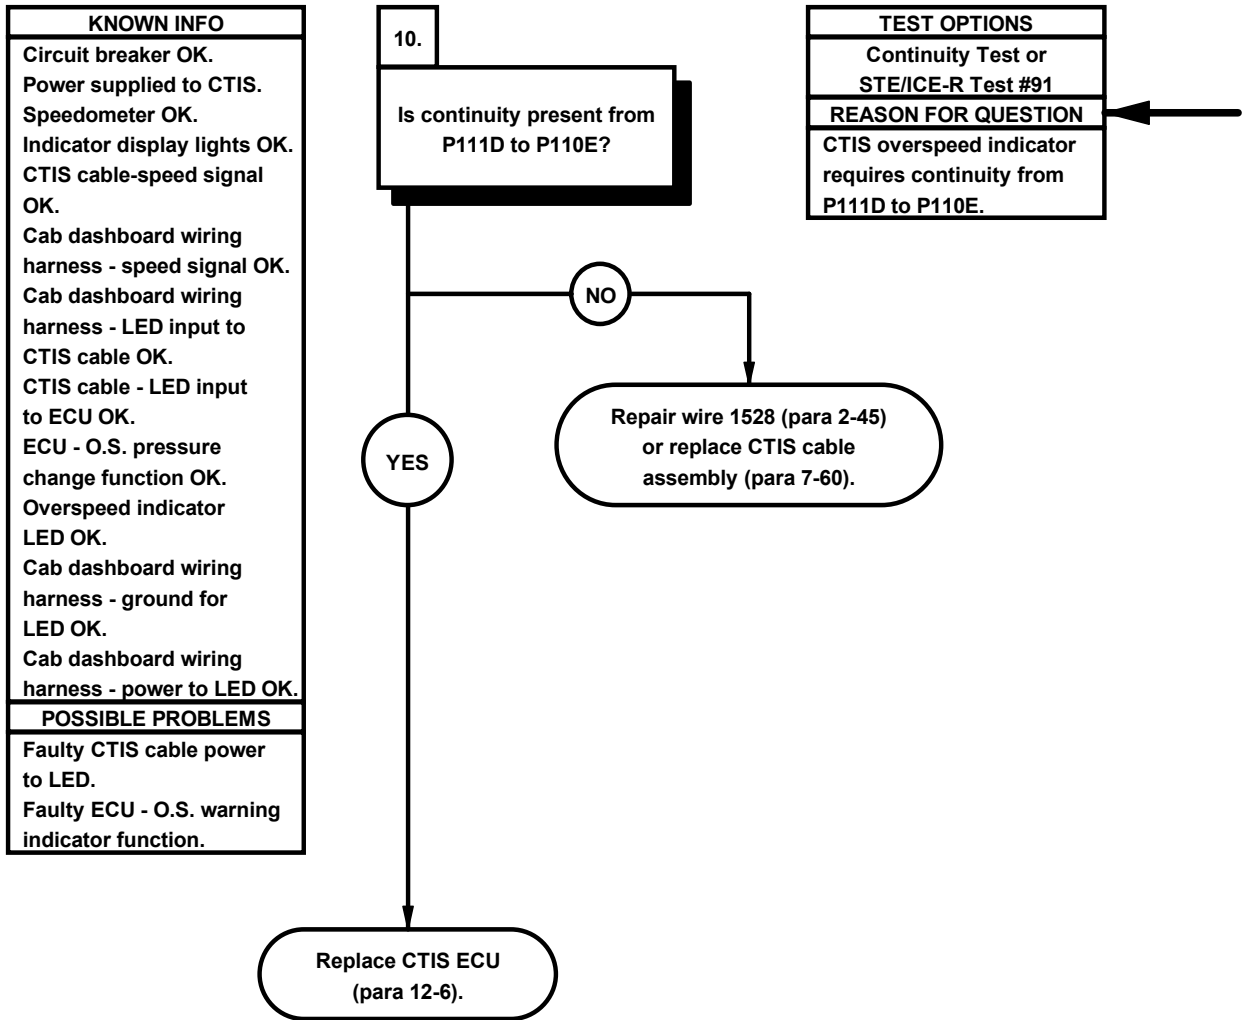 KNOWN INFO
Circuit breaker OK.
Power supplied to CTIS.
Speedometer OK.
Indicator display lights OK.
CTIS cable-speed signal
OK.
Cab dashboard wiring
harness - speed signal OK.
Cab dashboard wiring
harness - LED input to
CTIS cable OK.
CTIS cable - LED input
to ECU OK.
ECU - O.S. pressure
change function OK.
Overspeed indicator
LED OK.
Cab dashboard wiring
harness - ground for
LED OK.
Cab dashboard wiring
harness - power to LED OK.
POSSIBLE PROBLEMS
Faulty CTIS cable power
to LED.
Faulty ECU - O.S. warning
indicator function.
10.
Is continuity present from
P111D to P110E?
TEST OPTIONS
Continuity Test or
STE/ICE-R Test #91
REASON FOR QUESTION
CTIS overspeed indicator
requires continuity from
P111D to P110E.
NO
Repair wire 1528 (para 2-45)
or replace CTIS cable
assembly (para 7-60).
YES
Replace CTIS ECU
(para 12-6).